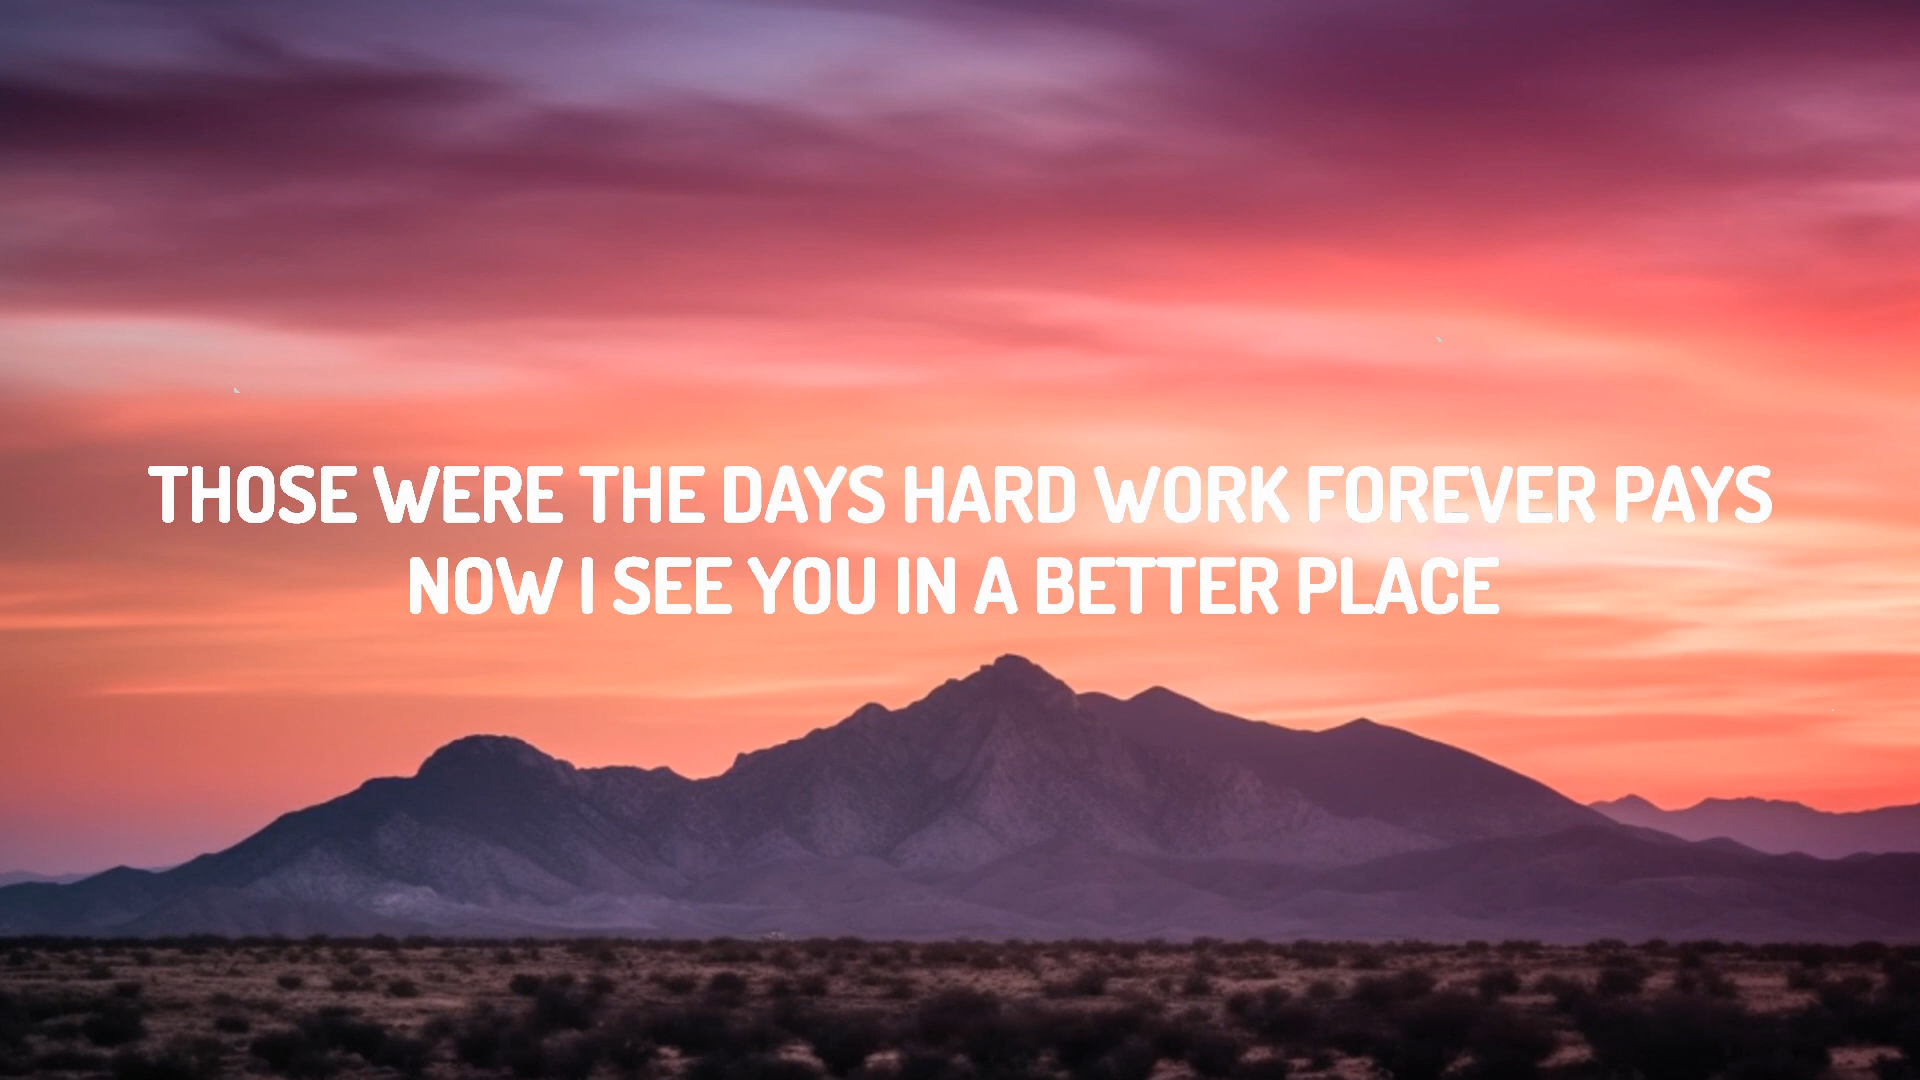 THOSE WERE THE DAYS HARD WORK FOREVER PAYS
NOW I SEE YOU IN A BETTER PLACE